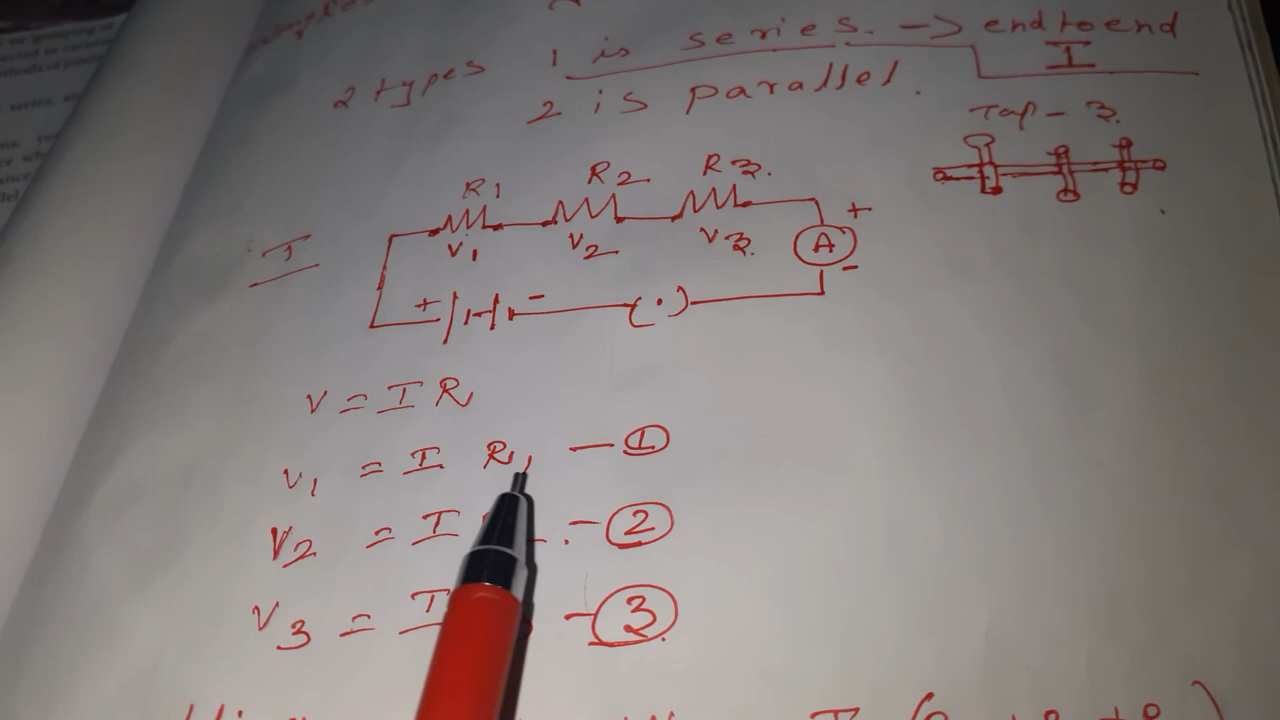 2 types 1 is series. -> end to end
I
2 is parallel.
Tap - 3.
R1 R2 R3.
V1 V2 V3.
A + -
I
+ -
( . )
V = I R
V1 = I R1 - 1
V2 = I . - 2
V3 = I - 3.